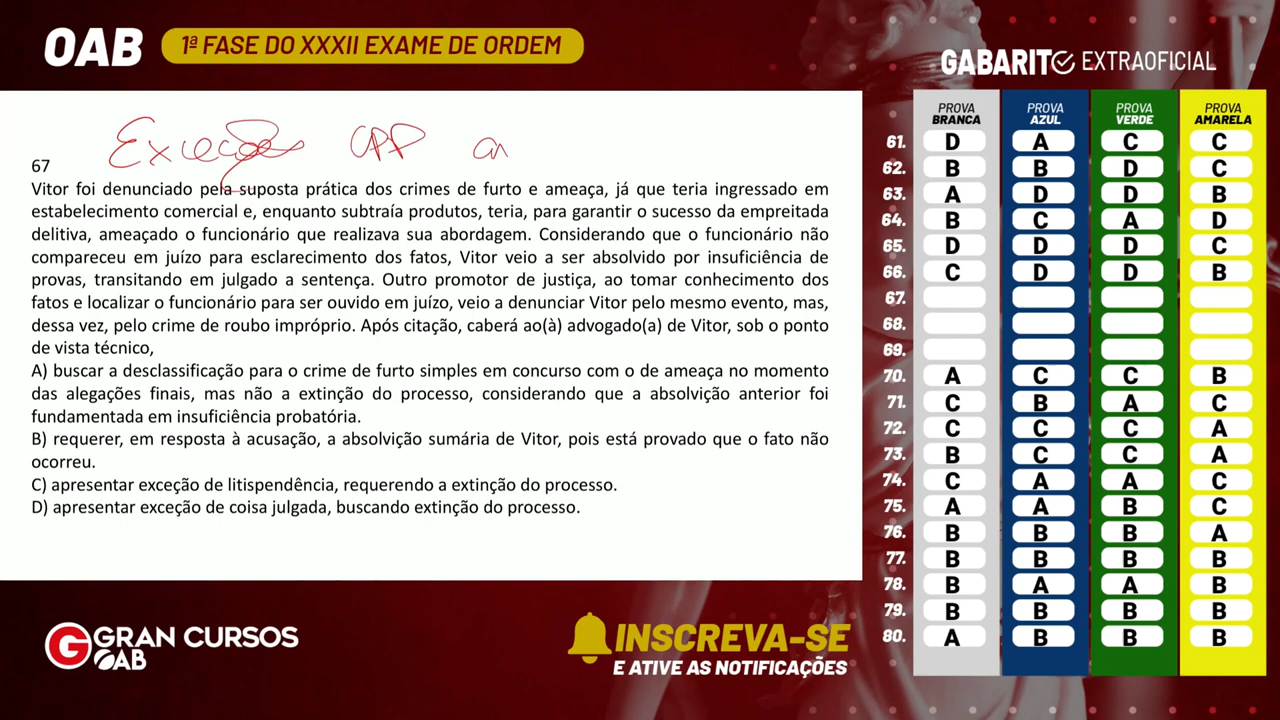 OAB
1ª FASE DO XXXII EXAME DE ORDEM
GABARITO EXTRAOFICIAL
Exceções CPP
67
Vitor foi denunciado pela suposta prática dos crimes de furto e ameaça, já que teria ingressado em
estabelecimento comercial e, enquanto subtraía produtos, teria, para garantir o sucesso da empreitada
delitiva, ameaçado o funcionário que realizava sua abordagem. Considerando que o funcionário não
compareceu em juízo para esclarecimento dos fatos, Vitor veio a ser absolvido por insuficiência de
provas, transitando em julgado a sentença. Outro promotor de justiça, ao tomar conhecimento dos
fatos e localizar o funcionário para ser ouvido em juízo, veio a denunciar Vitor pelo mesmo evento, mas,
dessa vez, pelo crime de roubo impróprio. Após citação, caberá ao(à) advogado(a) de Vitor, sob o ponto
de vista técnico,
A) buscar a desclassificação para o crime de furto simples em concurso com o de ameaça no momento
das alegações finais, mas não a extinção do processo, considerando que a absolvição anterior foi
fundamentada em insuficiência probatória.
B) requerer, em resposta à acusação, a absolvição sumária de Vitor, pois está provado que o fato não
ocorreu.
C) apresentar exceção de litispendência, requerendo a extinção do processo.
D) apresentar exceção de coisa julgada, buscando extinção do processo.
PROVA BRANCA PROVA AZUL PROVA VERDE PROVA AMARELA
61. D A C C
62. B B D C
63. A D D B
64. B C A D
65. D D D C
66. C D D B
67.
68.
69.
70. A C C B
71. C B A C
72. C C C A
73. B C C A
74. C A A C
75. A A B C
76. B B B A
77. B B B B
78. B A A B
79. B B B B
80. A B B B
GRAN CURSOS
OAB
INSCREVA-SE
E ATIVE AS NOTIFICAÇÕES